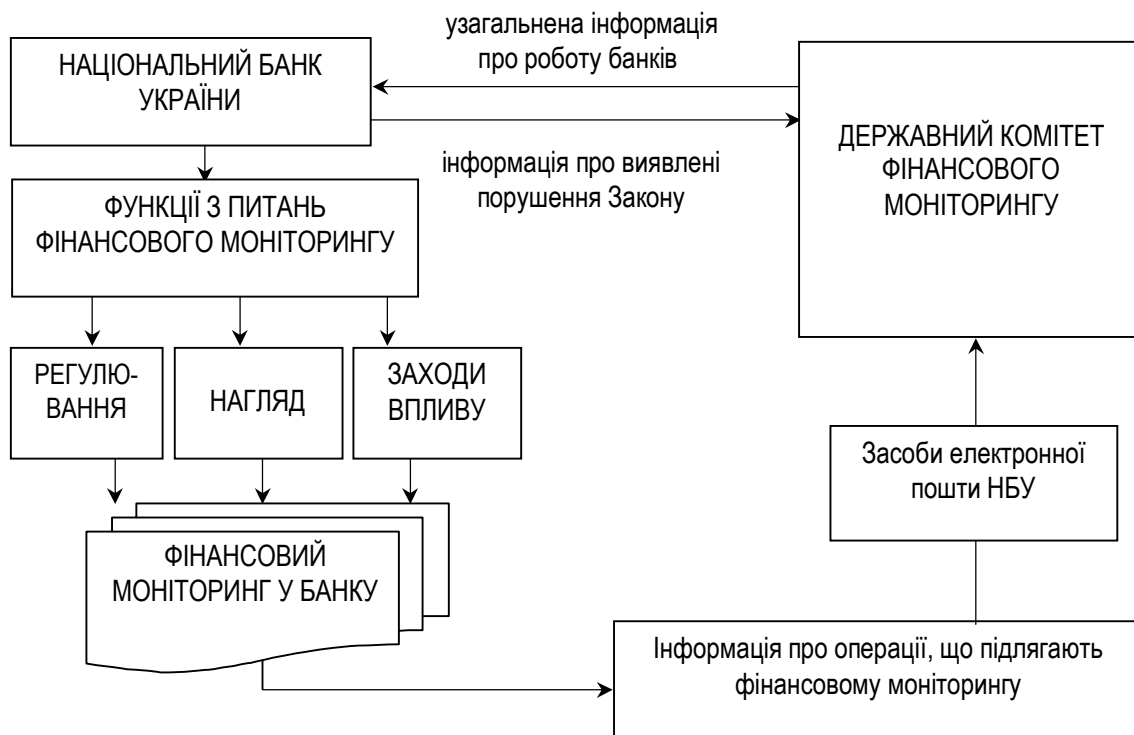 узагальнена інформація
про роботу банків
НАЦІОНАЛЬНИЙ БАНК
УКРАЇНИ
ДЕРЖАВНИЙ КОМІТЕТ
ФІНАНСОВОГО
МОНІТОРИНГУ
інформація про виявлені
порушення Закону
ФУНКЦІЇ З ПИТАНЬ
ФІНАНСОВОГО МОНІТОРИНГУ
РЕГУЛЮ-
ВАННЯ
НАГЛЯД
ЗАХОДИ
ВПЛИВУ
Засоби електронної
пошти НБУ
ФІНАНСОВИЙ
МОНІТОРИНГ У БАНКУ
Інформація про операції, що підлягають
фінансовому моніторингу